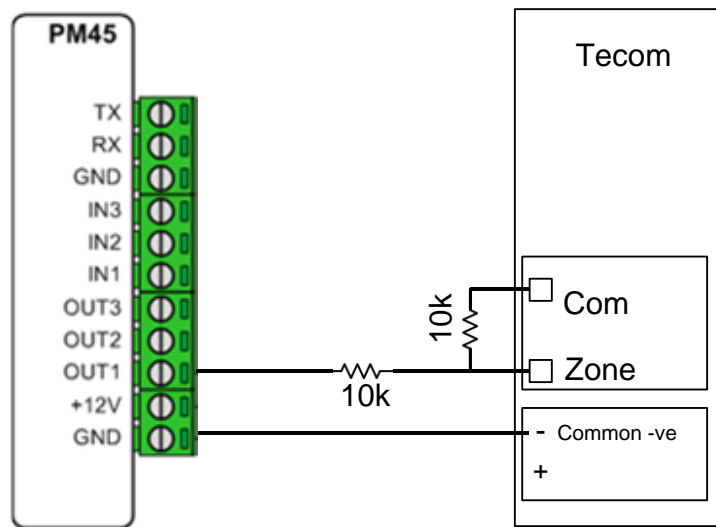 PM45
TX
RX
GND
IN3
IN2
IN1
OUT3
OUT2
OUT1
+12V
GND
10k
10k
Tecom
Com
Zone
- Common -ve
+